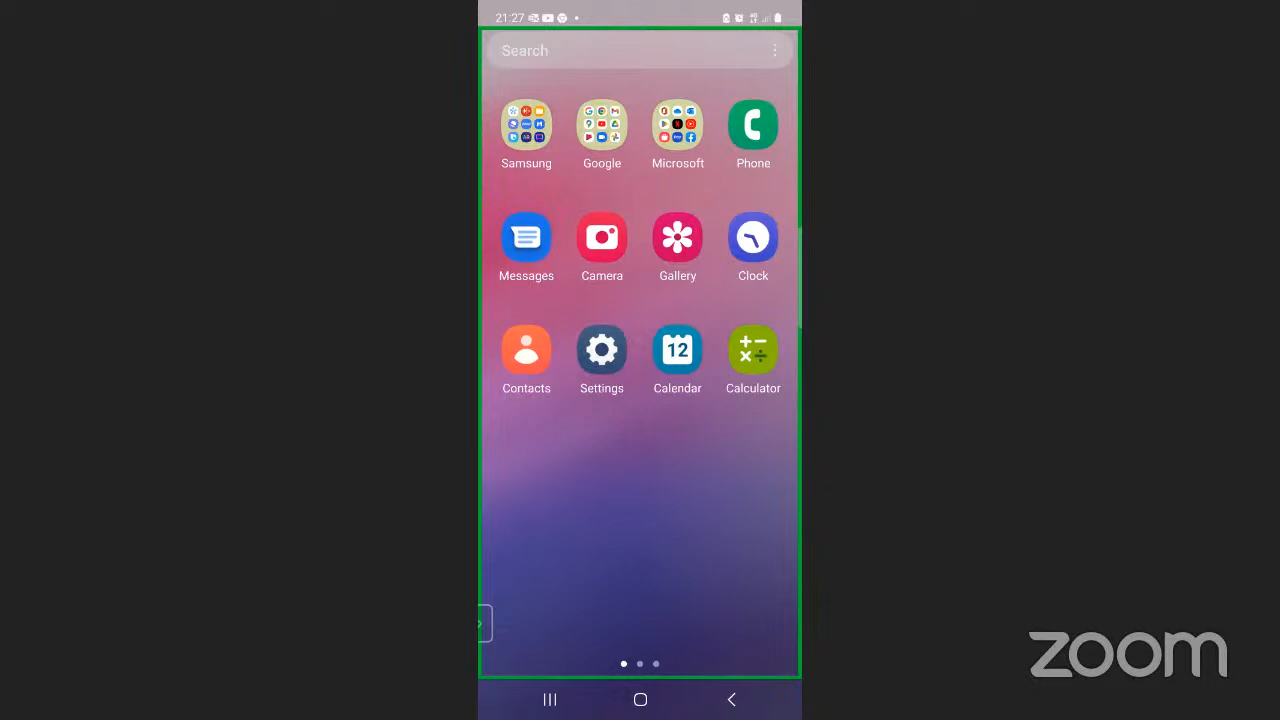 21:27
Search
Samsung
Google
Microsoft
Phone
Messages
Camera
Gallery
Clock
Contacts
12
Settings
Calendar
Calculator
zoom